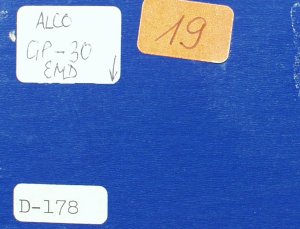 ALCO
GP-30
EMD
19
D-178